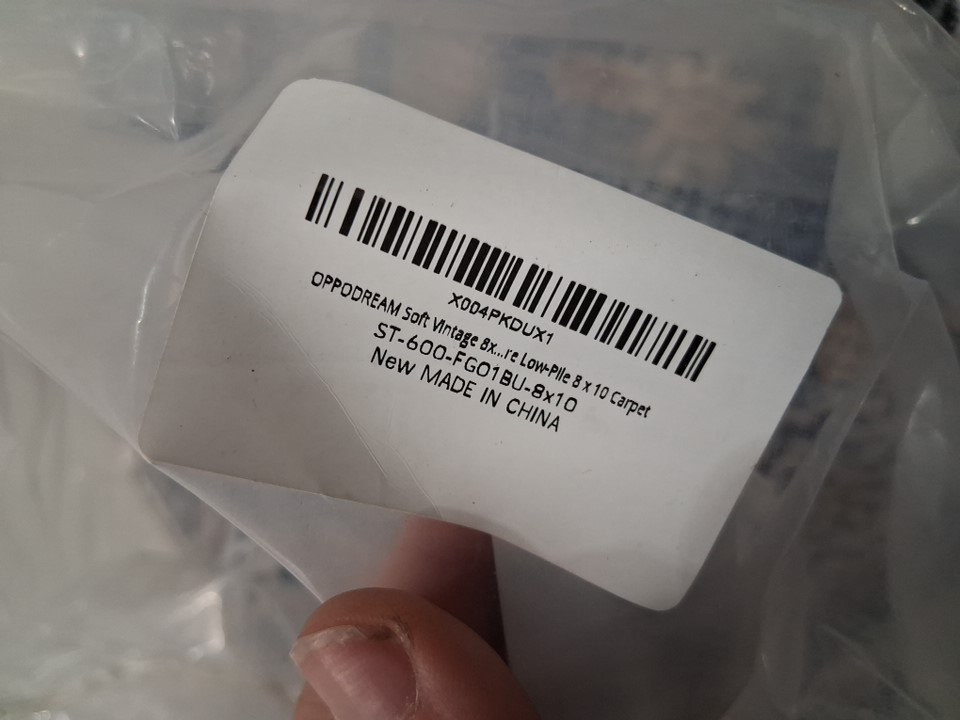 X004PKDUX1
OPPODREAM Soft Vintage 8x...re Low-Pile 8 x 10 Carpet
ST-600-FG01BU-8x10
New MADE IN CHINA